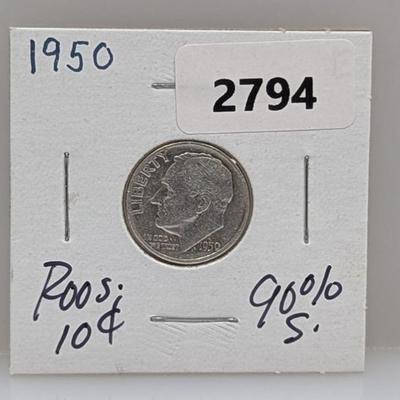 1950
2794
LIBERTY
IN GOD WE TRUST
1950
Roos.
10¢
90%
S.